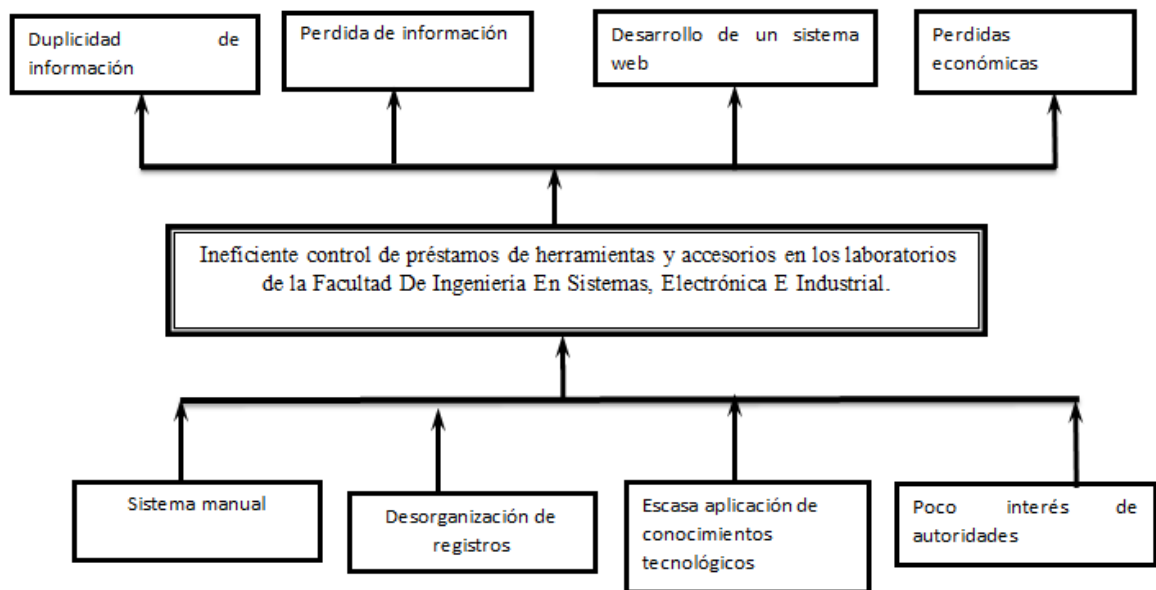 Duplicidad de
información
Perdida de información
Desarrollo de un sistema
web
Perdidas
económicas
Ineficiente control de préstamos de herramientas y accesorios en los laboratorios
de la Facultad De Ingenieria En Sistemas, Electrónica E Industrial.
Sistema manual
Desorganización de
registros
Escasa aplicación de
conocimientos
tecnológicos
Poco interés de
autoridades